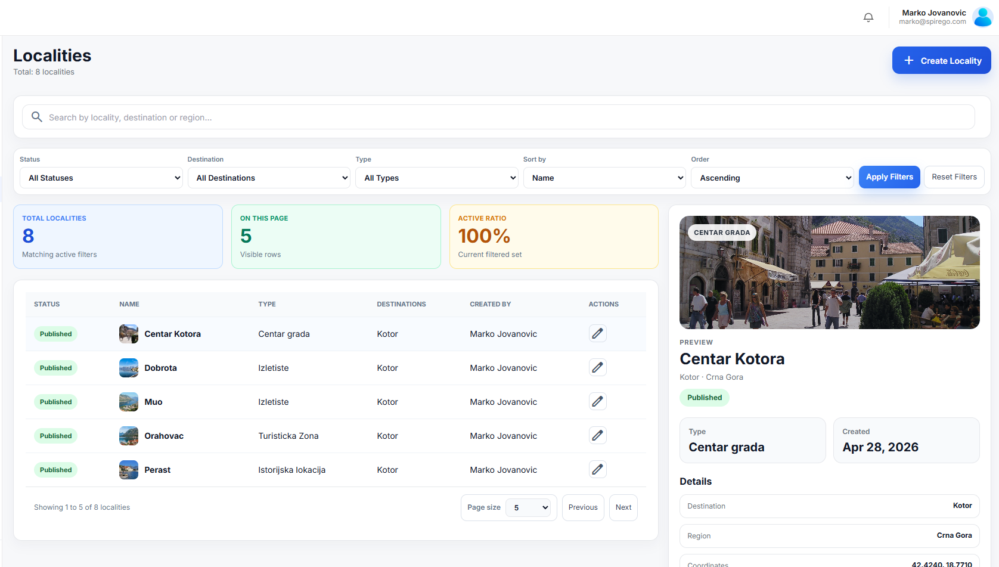 Marko Jovanovic
marko@spirego.com
Localities
Total: 8 localities
Create Locality
Search by locality, destination or region...
Status
Destination
Type
Sort by
Order
All Statuses
All Destinations
All Types
Name
Ascending
Apply Filters
Reset Filters
TOTAL LOCALITIES
8
Matching active filters
ON THIS PAGE
5
Visible rows
ACTIVE RATIO
100%
Current filtered set
STATUS NAME TYPE DESTINATIONS CREATED BY ACTIONS
Published Centar Kotora Centar grada Kotor Marko Jovanovic
Published Dobrota Izletiste Kotor Marko Jovanovic
Published Muo Izletiste Kotor Marko Jovanovic
Published Orahovac Turisticka Zona Kotor Marko Jovanovic
Published Perast Istorijska lokacija Kotor Marko Jovanovic
Showing 1 to 5 of 8 localities
Page size 5
Previous
Next
CENTAR GRADA
Coca-Cola
PREVIEW
Centar Kotora
Kotor · Crna Gora
Published
Type
Centar grada
Created
Apr 28, 2026
Details
Destination Kotor
Region Crna Gora
Coordinates 42.4240, 18.7710